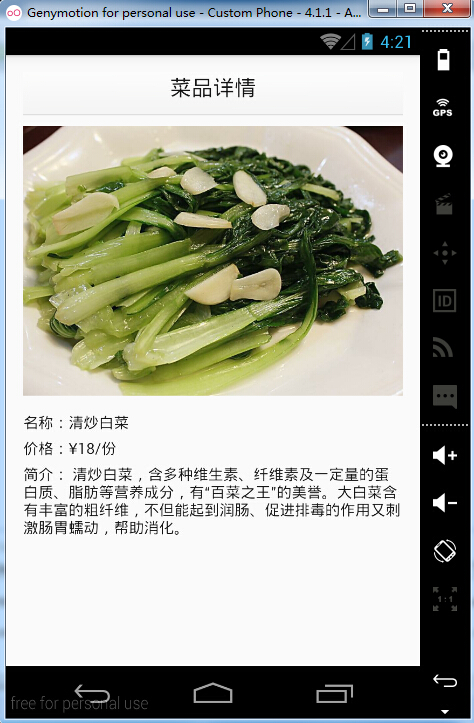 Genymotion for personal use - Custom Phone - 4.1.1 - A...
4:21
GPS
菜品详情
ID
名称：清炒白菜
价格：¥18/份
简介： 清炒白菜，含多种维生素、纤维素及一定量的蛋
白质、脂肪等营养成分，有“百菜之王”的美誉。大白菜含
有丰富的粗纤维，不但能起到润肠、促进排毒的作用又刺
激肠胃蠕动，帮助消化。
1:1
free for personal use